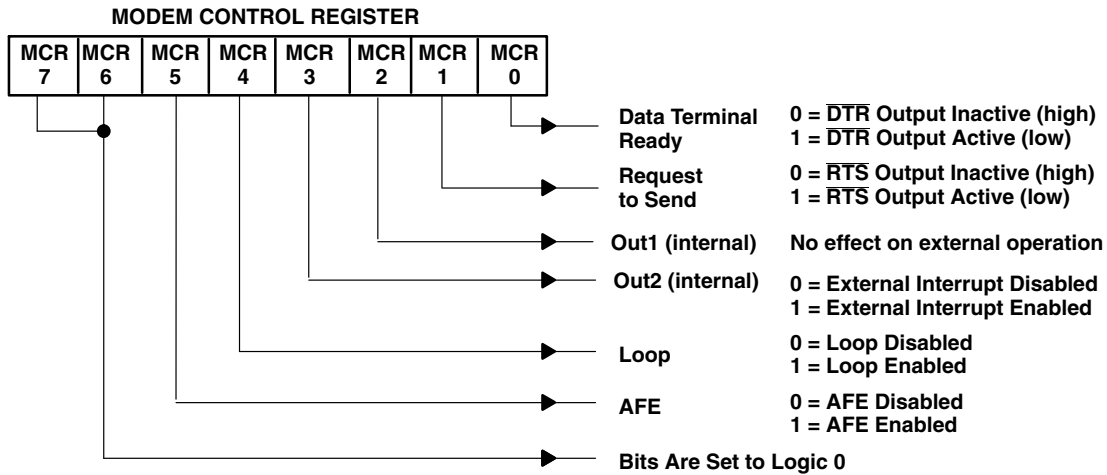 MODEM CONTROL REGISTER
MCR 7 MCR 6 MCR 5 MCR 4 MCR 3 MCR 2 MCR 1 MCR 0
Data Terminal Ready
0 = D̅T̅R̅ Output Inactive (high)
1 = D̅T̅R̅ Output Active (low)
Request to Send
0 = R̅T̅S̅ Output Inactive (high)
1 = R̅T̅S̅ Output Active (low)
Out1 (internal) No effect on external operation
Out2 (internal)
0 = External Interrupt Disabled
1 = External Interrupt Enabled
Loop
0 = Loop Disabled
1 = Loop Enabled
AFE
0 = AFE Disabled
1 = AFE Enabled
Bits Are Set to Logic 0